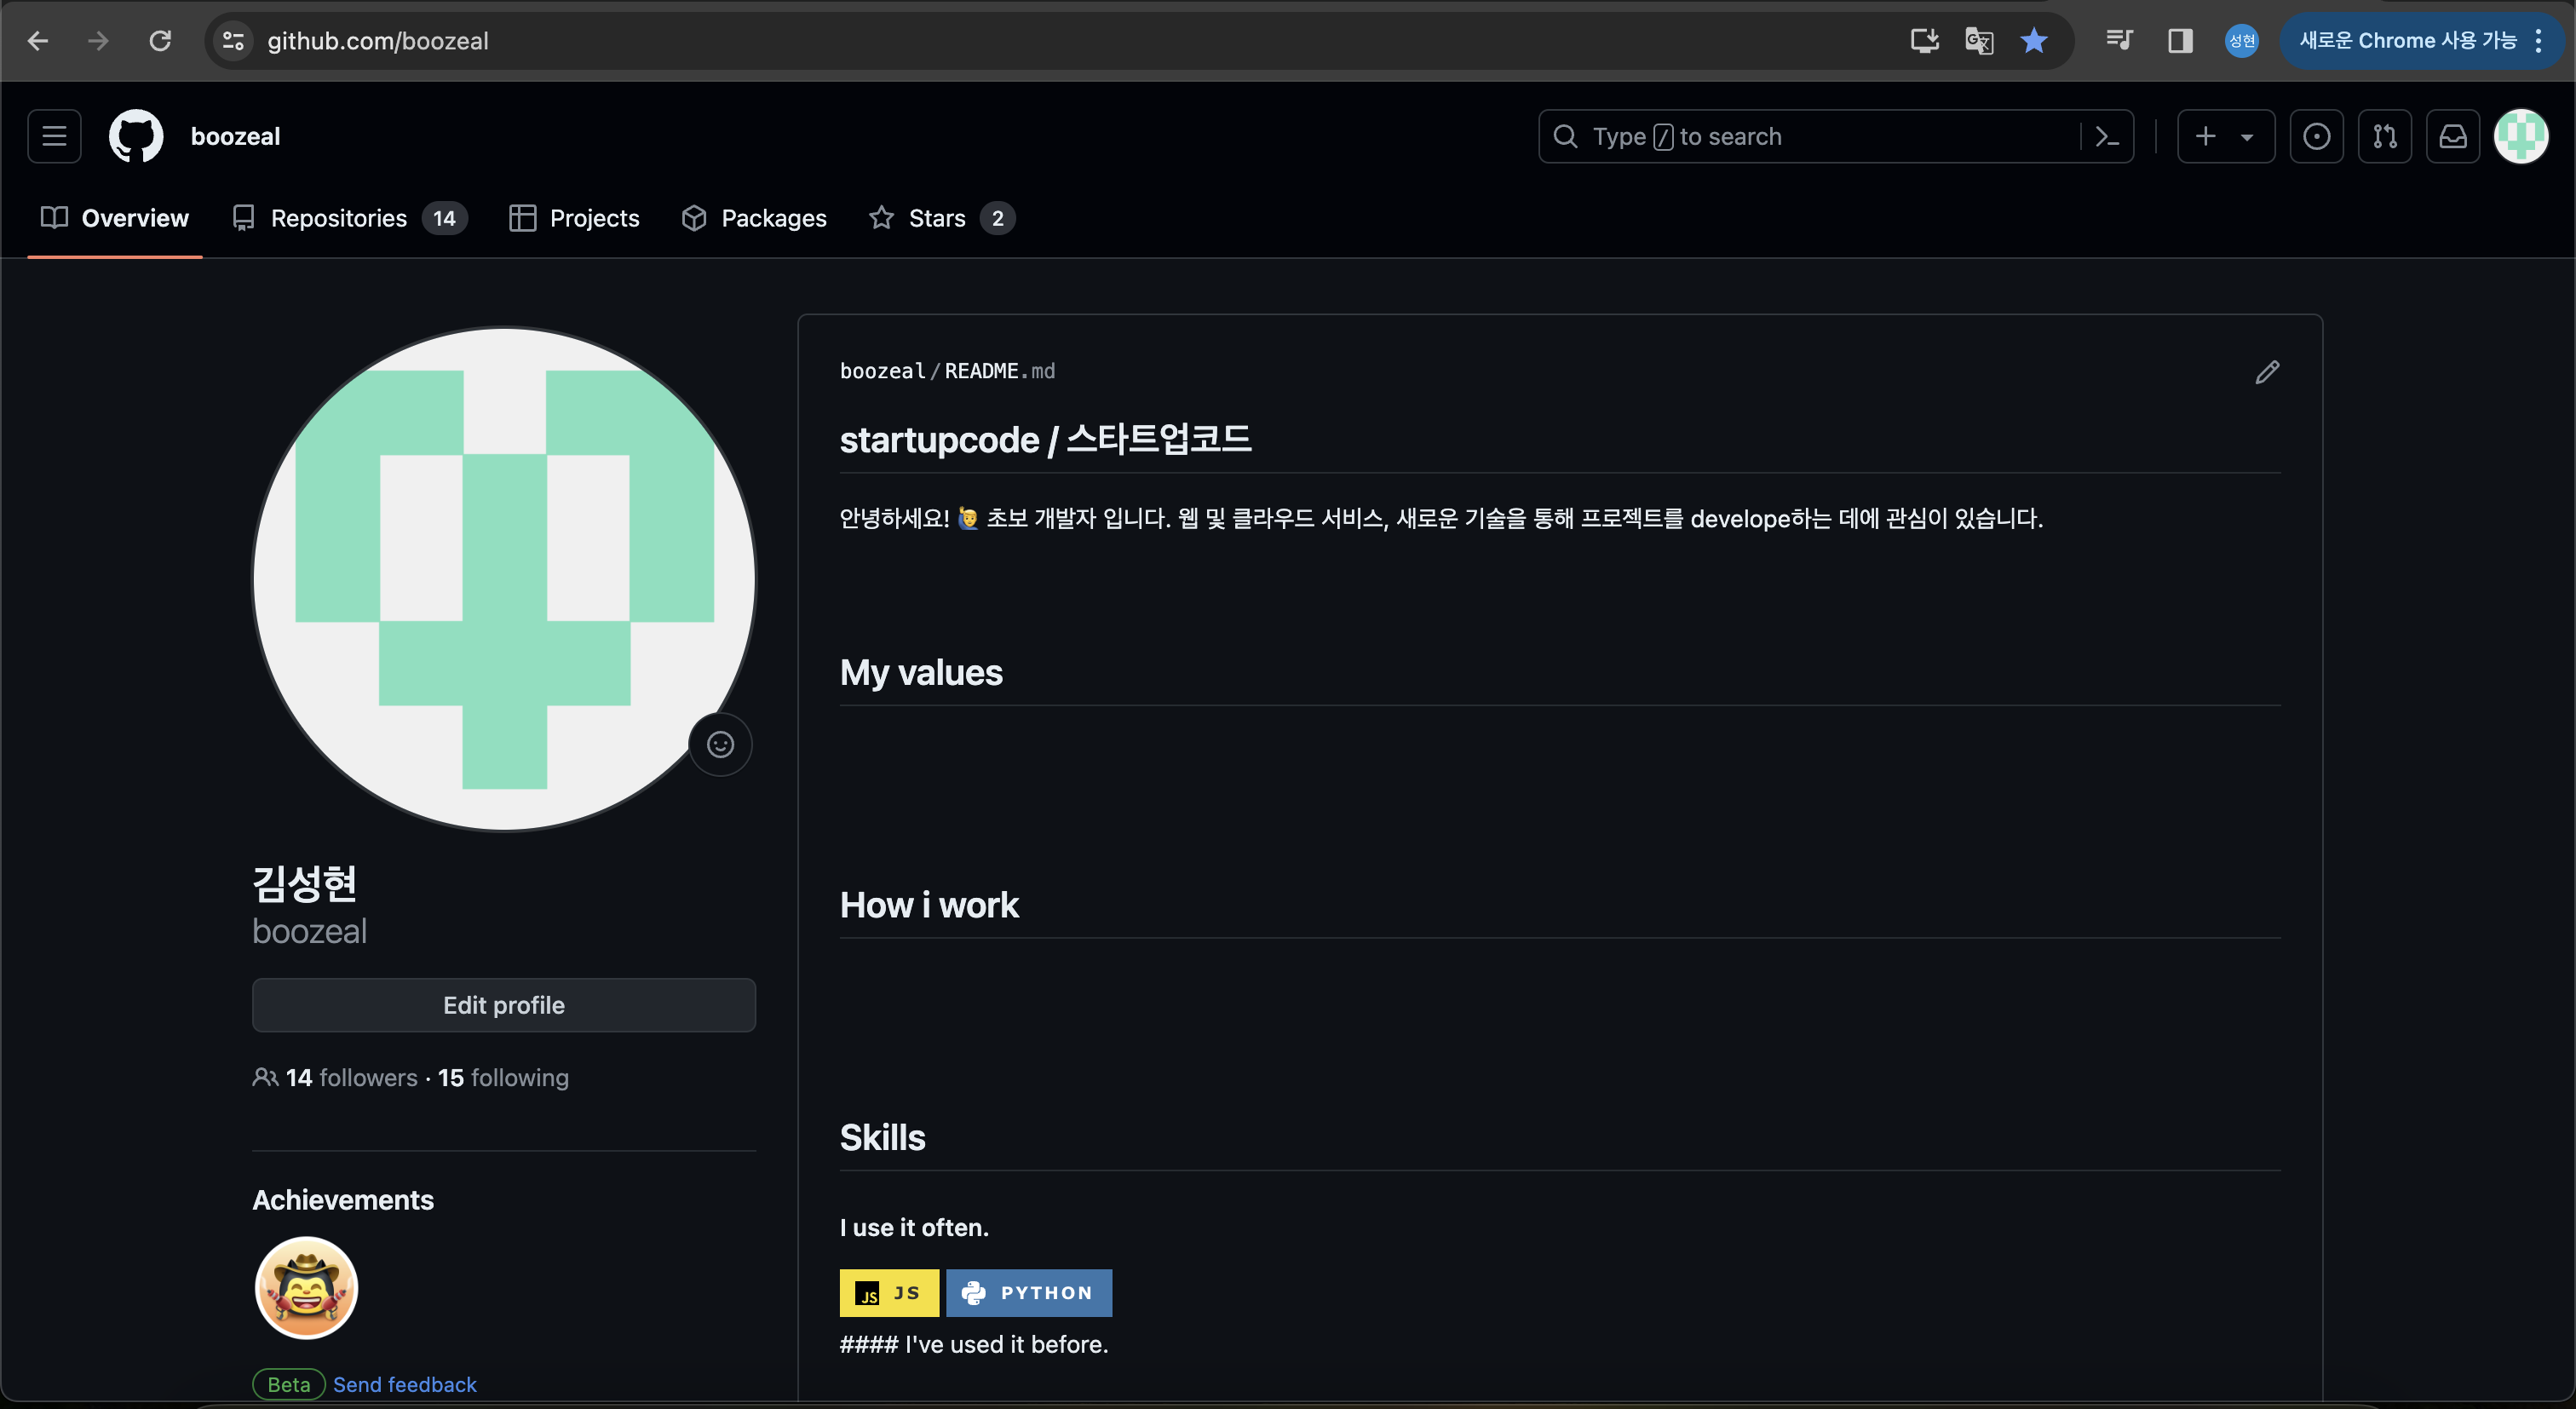 github.com/boozeal
성현
새로운 Chrome 사용 가능
boozeal
Type / to search
Overview
Repositories 14
Projects
Packages
Stars 2
김성현
boozeal
Edit profile
14 followers · 15 following
Achievements
Beta Send feedback
boozeal/README.md
startupcode / 스타트업코드
안녕하세요! 🙋‍♂️ 초보 개발자 입니다. 웹 및 클라우드 서비스, 새로운 기술을 통해 프로젝트를 develope하는 데에 관심이 있습니다.
My values
How i work
Skills
I use it often.
JS JS PYTHON
#### I've used it before.